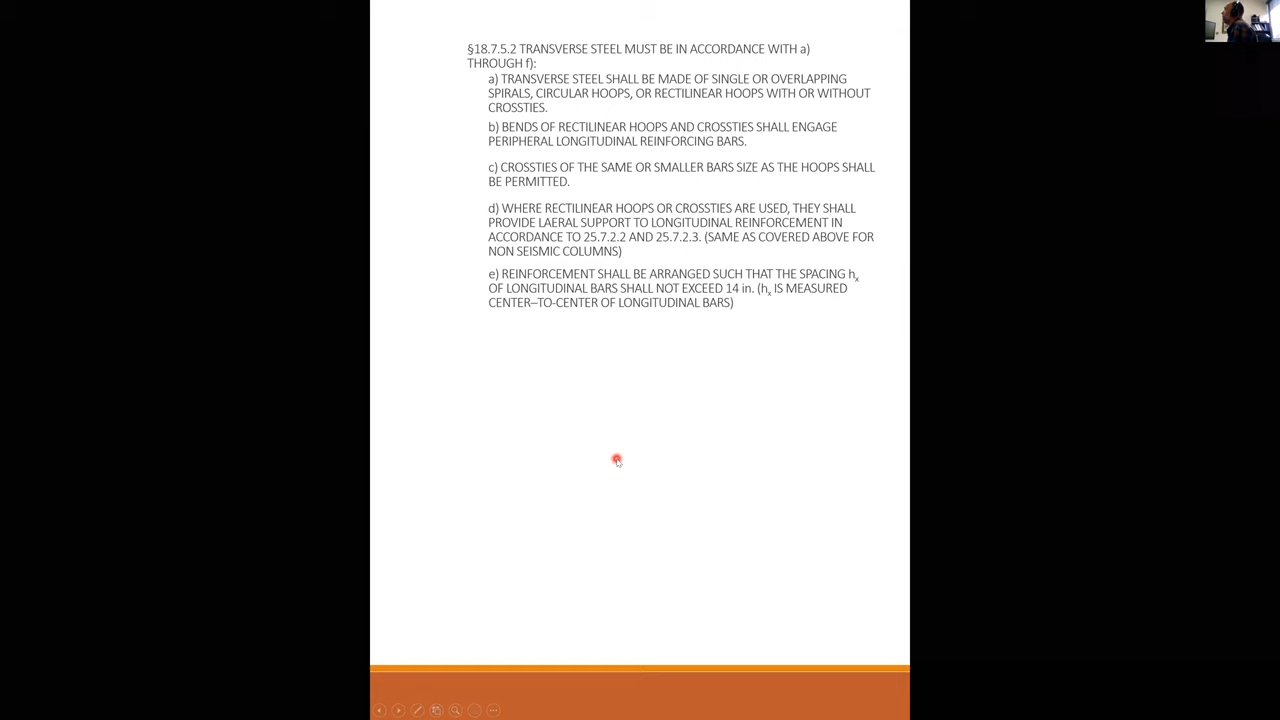 §18.7.5.2 TRANSVERSE STEEL MUST BE IN ACCORDANCE WITH a)
THROUGH f):
a) TRANSVERSE STEEL SHALL BE MADE OF SINGLE OR OVERLAPPING
SPIRALS, CIRCULAR HOOPS, OR RECTILINEAR HOOPS WITH OR WITHOUT
CROSSTIES.
b) BENDS OF RECTILINEAR HOOPS AND CROSSTIES SHALL ENGAGE
PERIPHERAL LONGITUDINAL REINFORCING BARS.
c) CROSSTIES OF THE SAME OR SMALLER BARS SIZE AS THE HOOPS SHALL
BE PERMITTED.
d) WHERE RECTILINEAR HOOPS OR CROSSTIES ARE USED, THEY SHALL
PROVIDE LAERAL SUPPORT TO LONGITUDINAL REINFORCEMENT IN
ACCORDANCE TO 25.7.2.2 AND 25.7.2.3. (SAME AS COVERED ABOVE FOR
NON SEISMIC COLUMNS)
e) REINFORCEMENT SHALL BE ARRANGED SUCH THAT THE SPACING hx
OF LONGITUDINAL BARS SHALL NOT EXCEED 14 in. (hx IS MEASURED
CENTER–TO-CENTER OF LONGITUDINAL BARS)